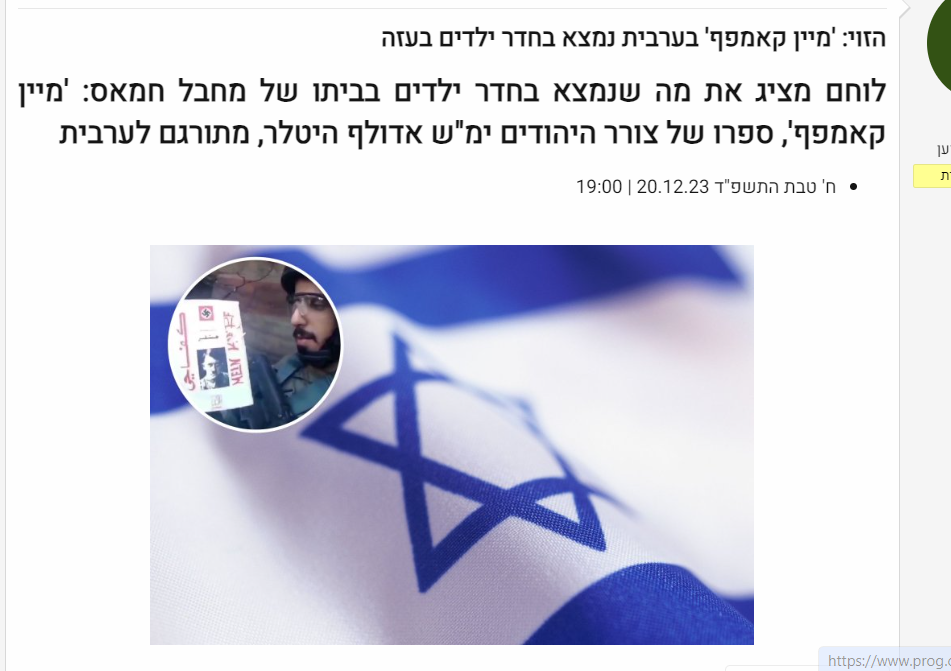 הזוי: 'מיין קאמפף' בערבית נמצא בחדר ילדים בעזה
לוחם מציג את מה שנמצא בחדר ילדים בביתו של מחבל חמאס: 'מיין
קאמפף', ספרו של צורר היהודים ימ"ש אדולף היטלר, מתורגם לערבית
ח' טבת התשפ"ד 20.12.23 | 19:00
كفاحي
https://www.prog.